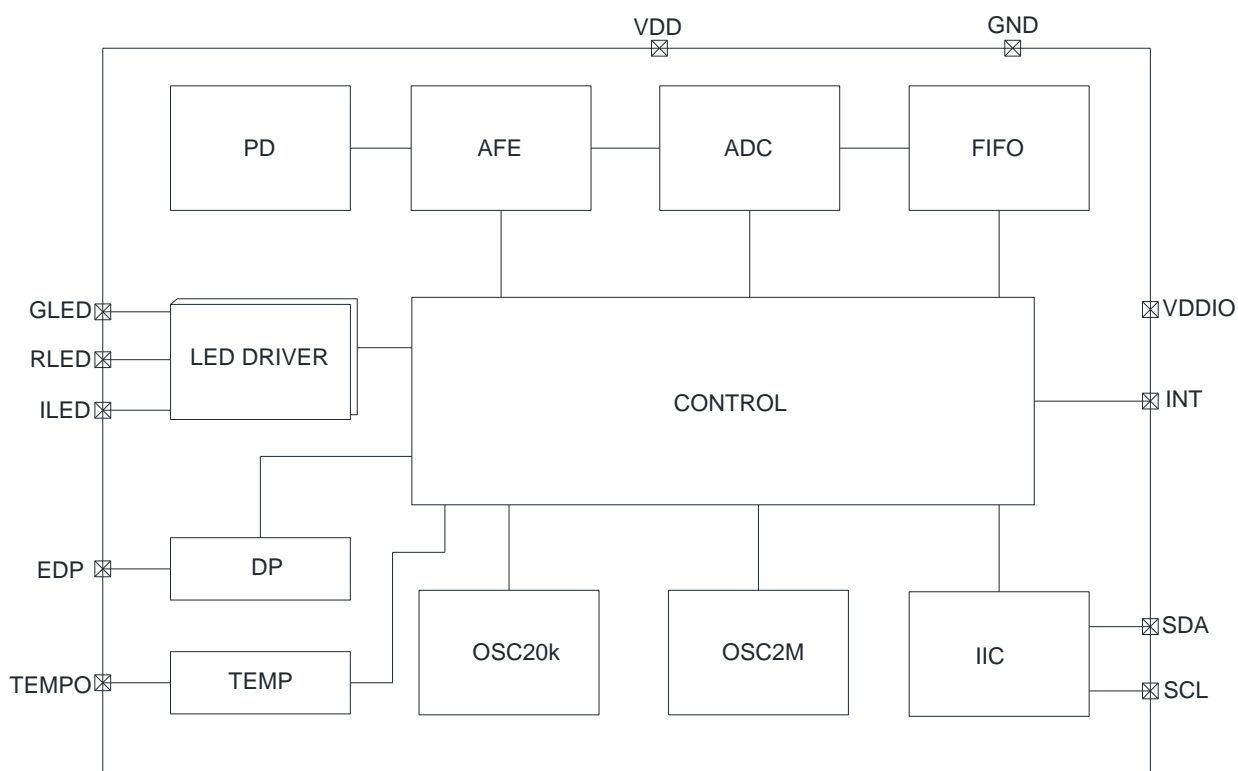 VDD
GND
PD
AFE
ADC
FIFO
GLED
RLED
ILED
LED DRIVER
CONTROL
VDDIO
INT
EDP
DP
TEMPO
TEMP
OSC20k
OSC2M
IIC
SDA
SCL